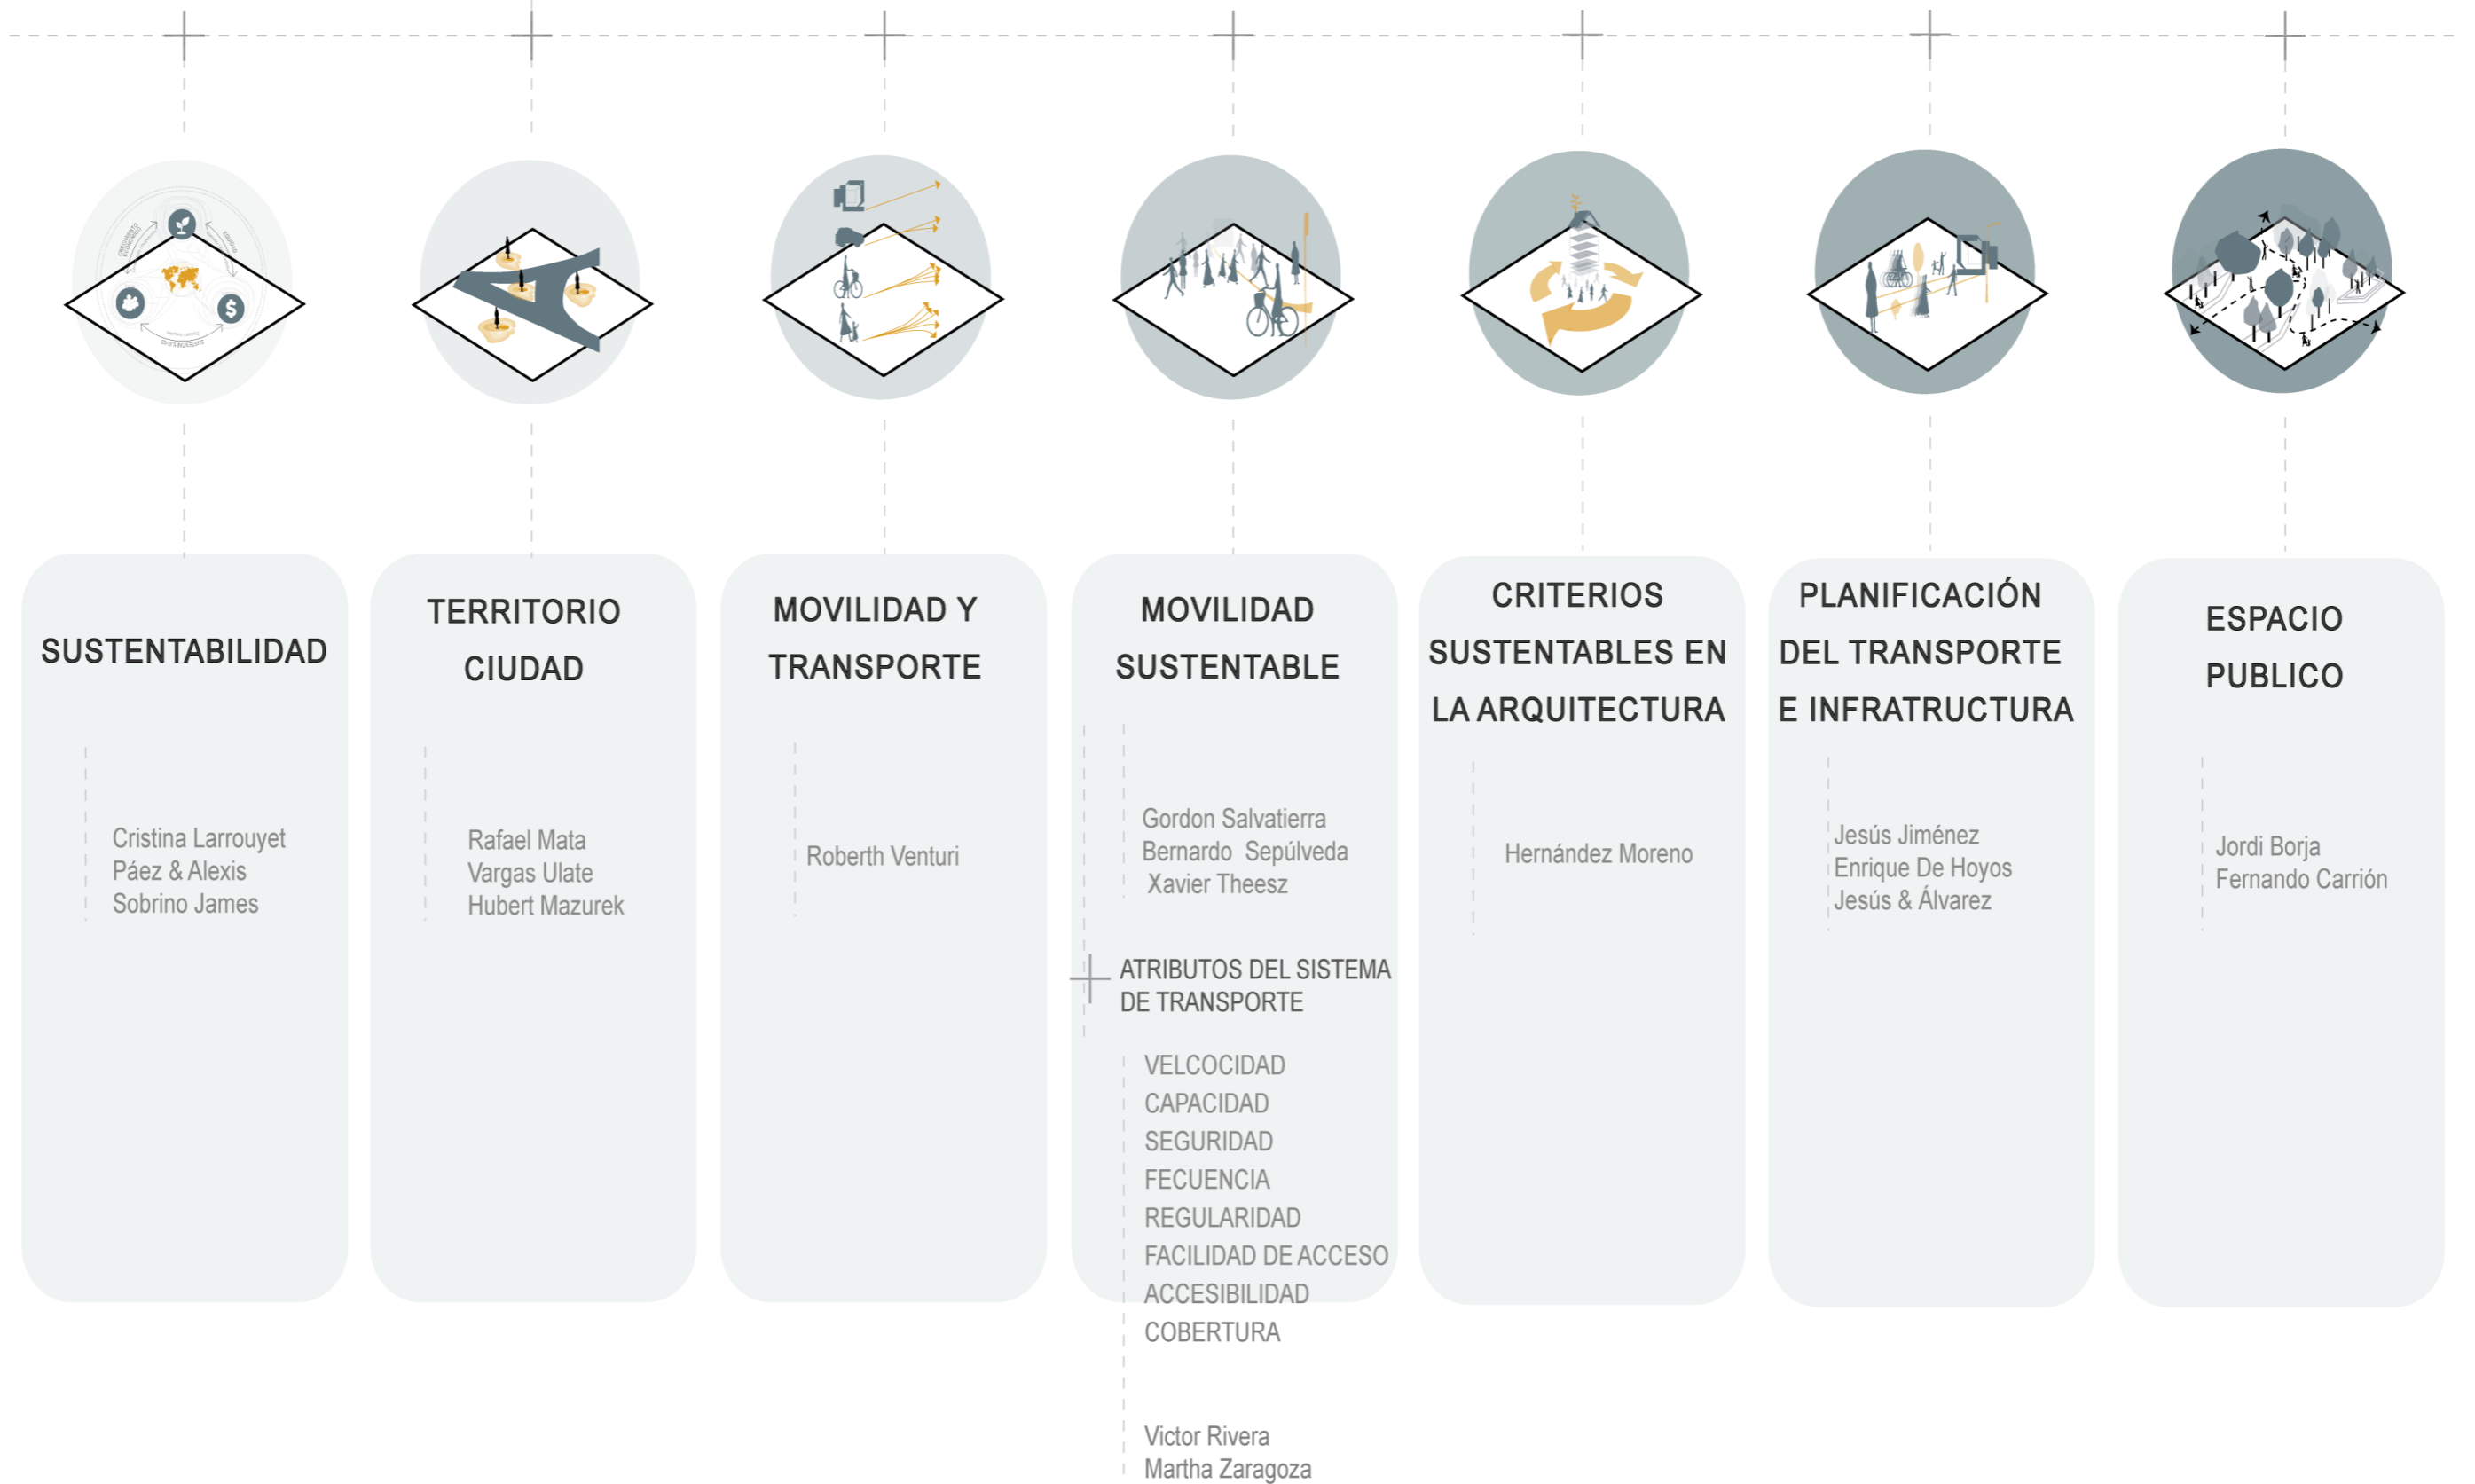 SUSTENTABILIDAD
Cristina Larrouyet
Páez & Alexis
Sobrino James
TERRITORIO
CIUDAD
Rafael Mata
Vargas Ulate
Hubert Mazurek
MOVILIDAD Y
TRANSPORTE
Roberth Venturi
MOVILIDAD
SUSTENTABLE
Gordon Salvatierra
Bernardo Sepúlveda
Xavier Theesz
ATRIBUTOS DEL SISTEMA
DE TRANSPORTE
VELCOCIDAD
CAPACIDAD
SEGURIDAD
FECUENCIA
REGULARIDAD
FACILIDAD DE ACCESO
ACCESIBILIDAD
COBERTURA
Victor Rivera
Martha Zaragoza
CRITERIOS
SUSTENTABLES EN
LA ARQUITECTURA
Hernández Moreno
PLANIFICACIÓN
DEL TRANSPORTE
E INFRATRUCTURA
Jesús Jiménez
Enrique De Hoyos
Jesús & Álvarez
ESPACIO
PUBLICO
Jordi Borja
Fernando Carrión